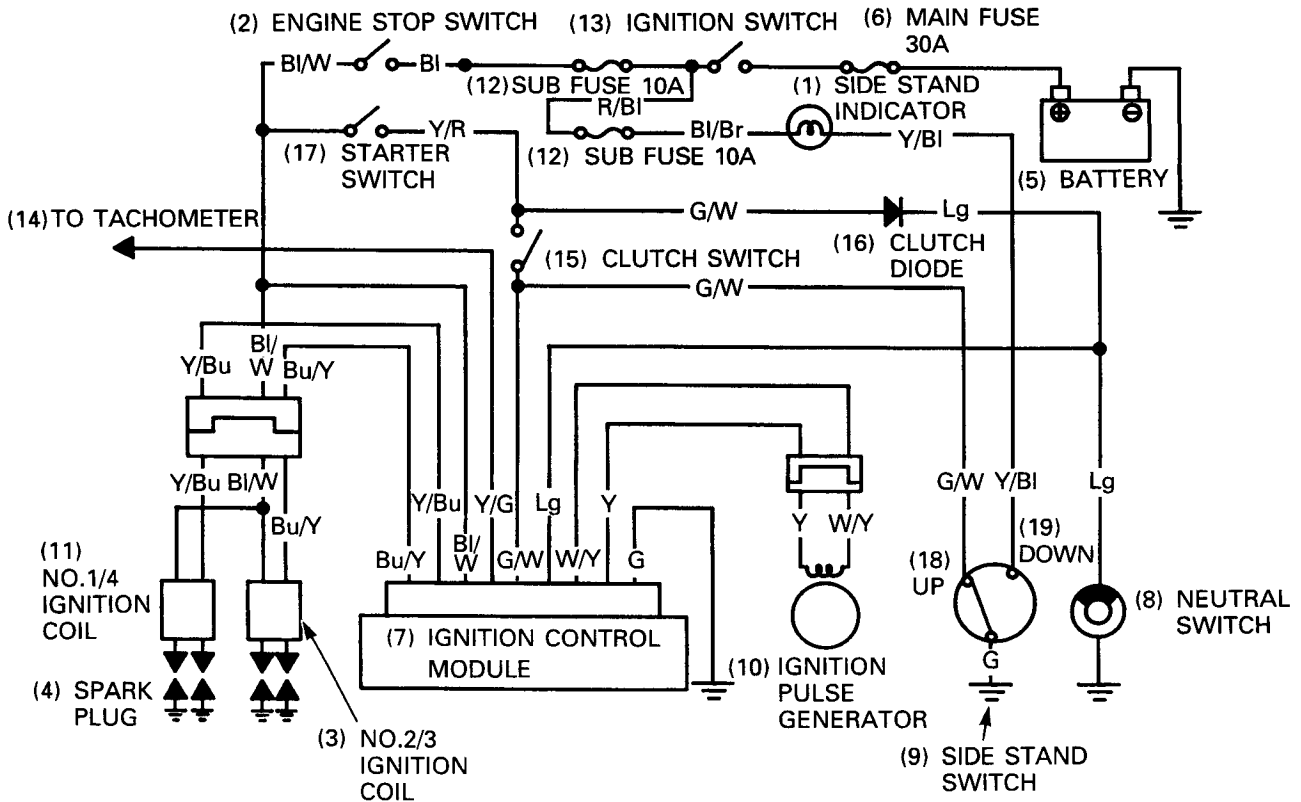 (2) ENGINE STOP SWITCH
(13) IGNITION SWITCH
(6) MAIN FUSE
30A
Bl/W
Bl
(12) SUB FUSE 10A
R/Bl
(1) SIDE STAND
INDICATOR
Y/R
Bl/Br
Y/Bl
(17) STARTER
SWITCH
(12) SUB FUSE 10A
(5) BATTERY
(14) TO TACHOMETER
G/W
Lg
(16) CLUTCH
DIODE
(15) CLUTCH SWITCH
G/W
Y/Bu
Bl/
W
Bu/Y
Y/Bu
Bl/W
Bu/Y
Y/Bu
Y/G
Lg
Y
Y
W/Y
G/W
Y/Bl
Lg
(11)
NO.1/4
IGNITION
COIL
Bu/Y
Bl/
W
G/W
W/Y
G
(18)
UP
(19)
DOWN
(8) NEUTRAL
SWITCH
(7) IGNITION CONTROL
MODULE
G
(10) IGNITION
PULSE
GENERATOR
(4) SPARK
PLUG
(3) NO.2/3
IGNITION
COIL
(9) SIDE STAND
SWITCH